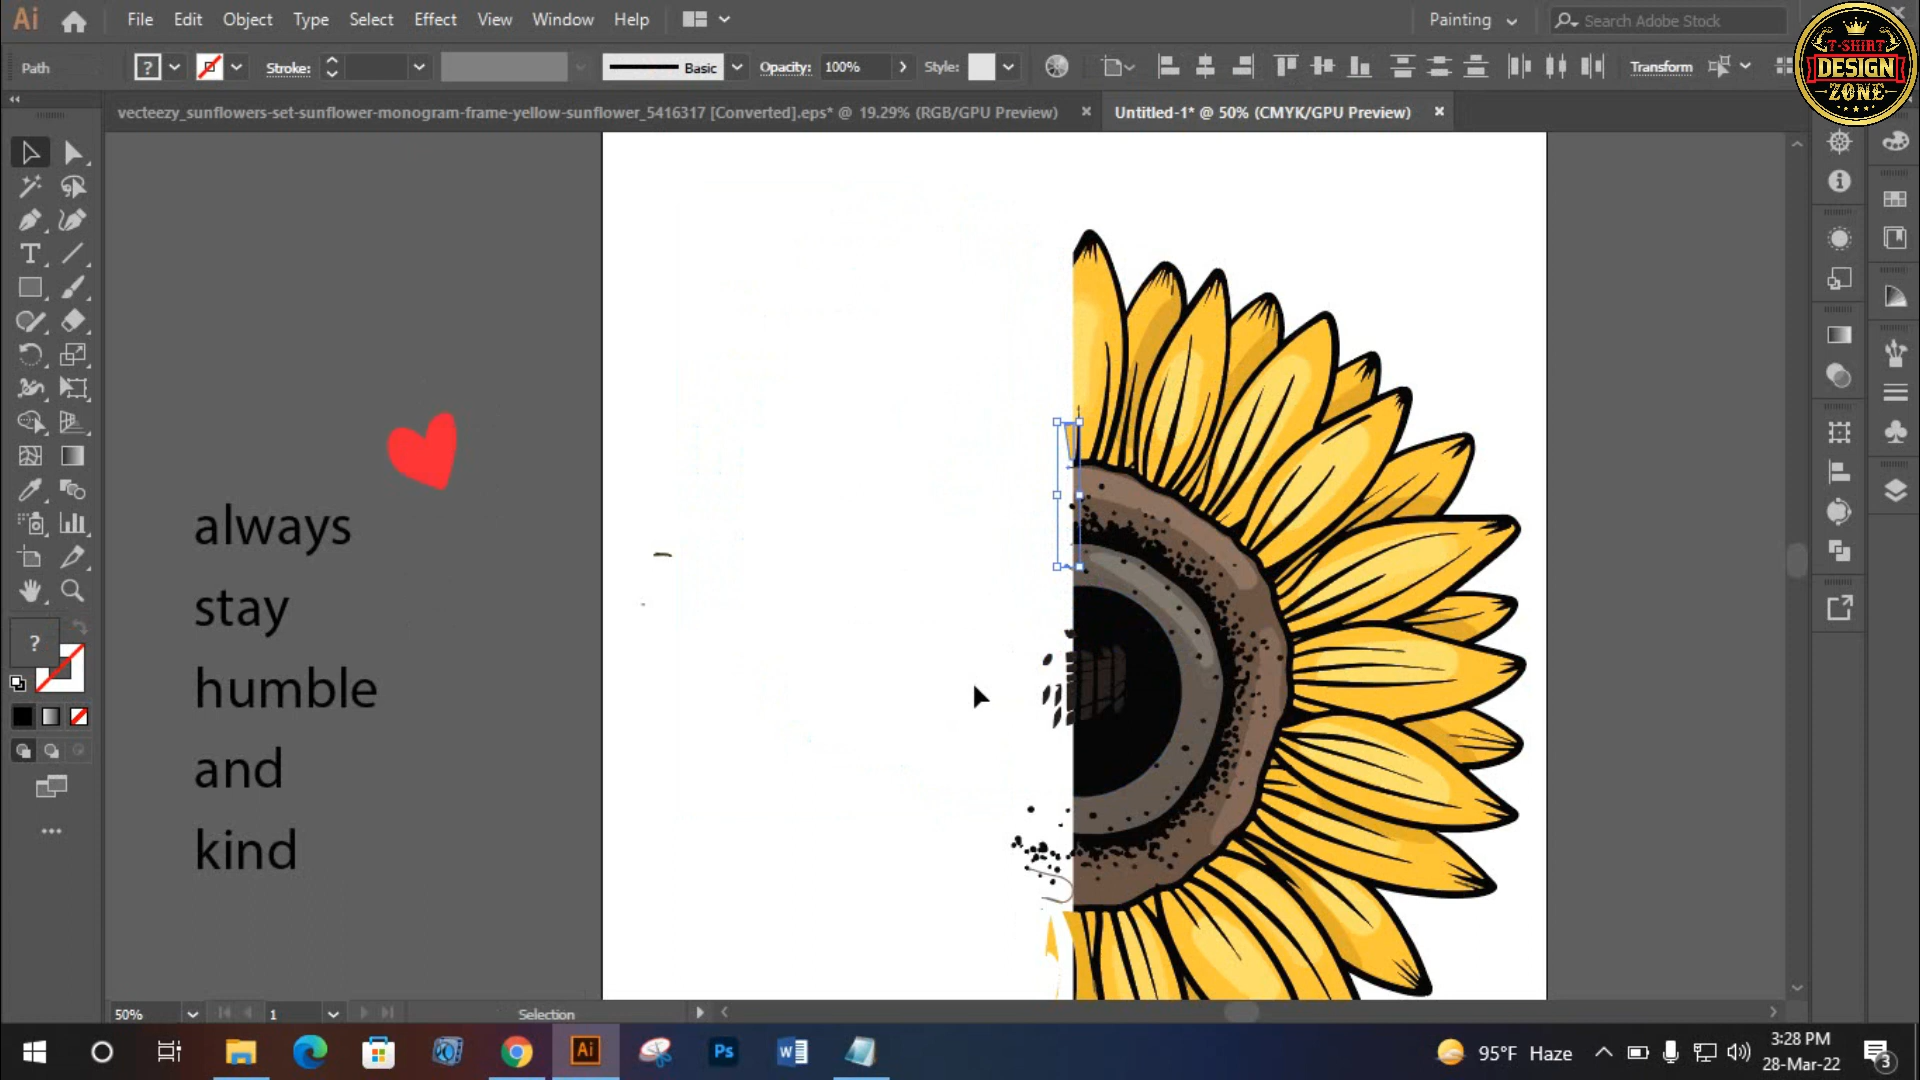 Ai File Edit Object Type Select Effect View Window Help Painting Search Adobe Stock
Path ? Stroke: Basic Opacity: 100% Style: Transform
T-SHIRT
DESIGN
ZONE
vecteezy_sunflowers-set-sunflower-monogram-frame-yellow-sunflower_5416317 [Converted].eps* @ 19.29% (RGB/GPU Preview) Untitled-1* @ 50% (CMYK/GPU Preview)
always
stay
humble
and
kind
?
50% 1 Selection
Ai Ps W 95°F Haze 3:28 PM
28-Mar-22 3